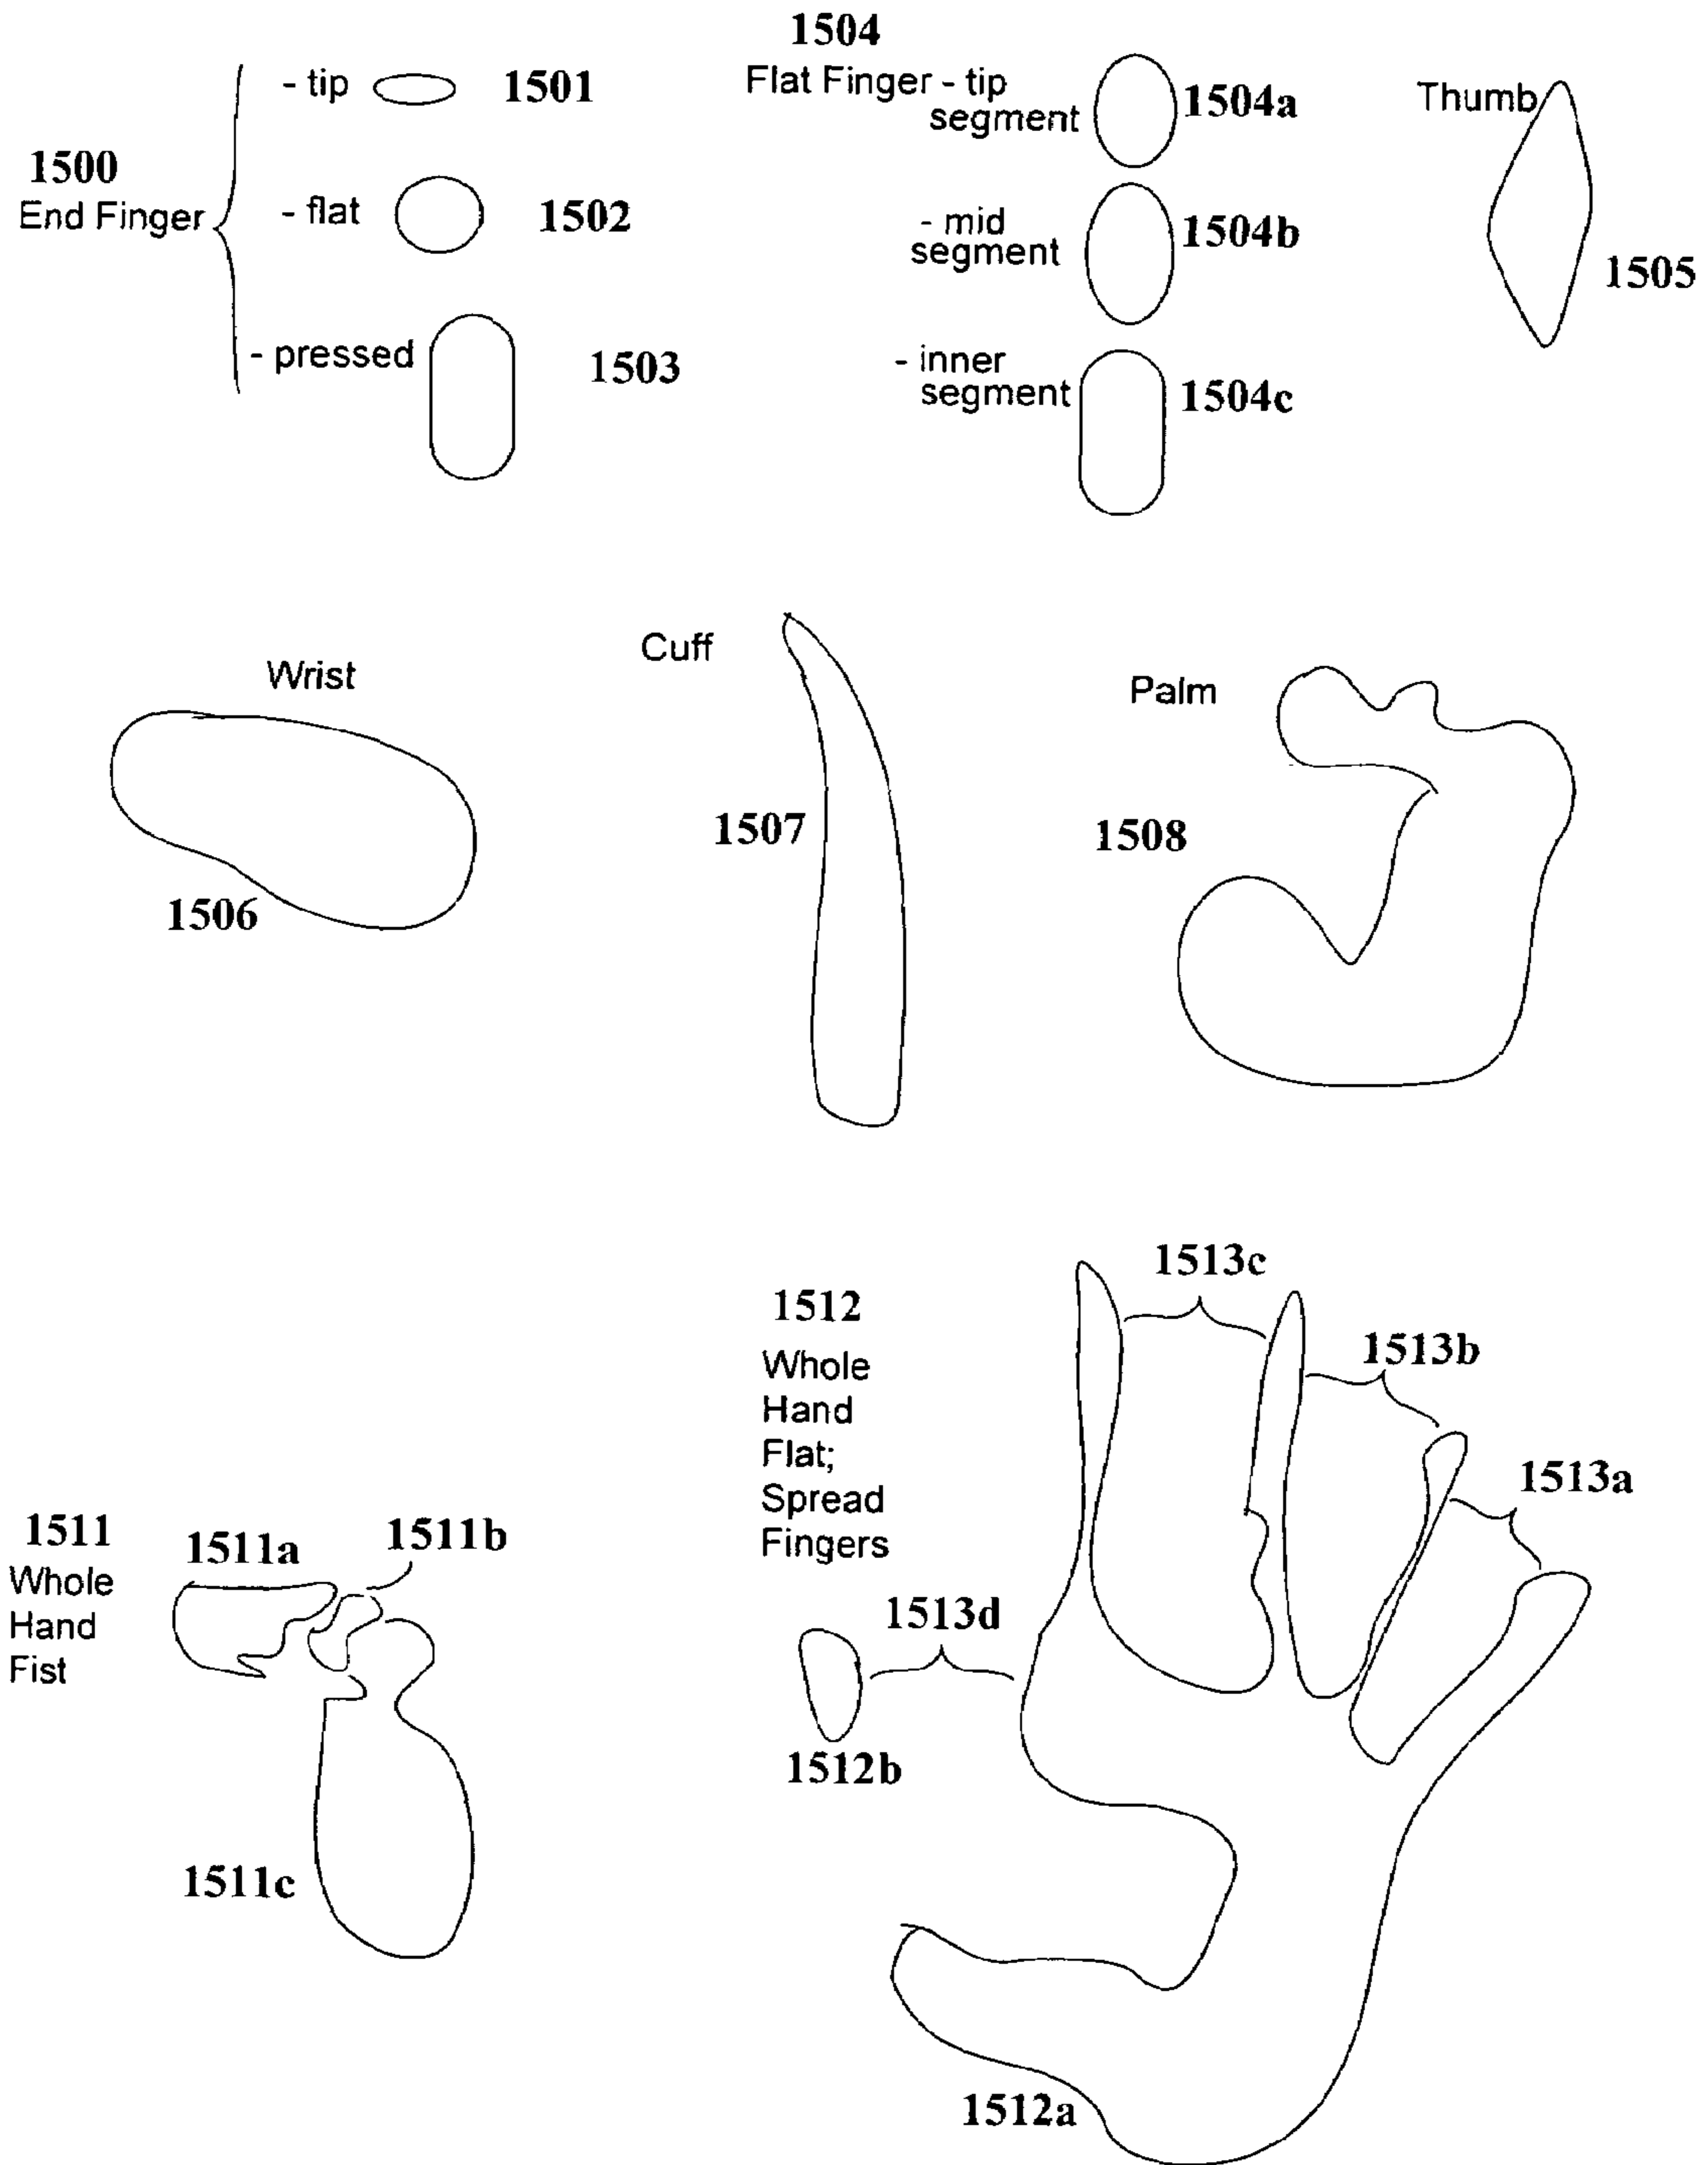 1504
- tip 1501
Flat Finger - tip
segment
1504a
Thumb
1500
End Finger
- flat 1502
- mid
segment
1504b
1505
- pressed 1503
- inner
segment
1504c
Wrist
1506
Cuff
1507
Palm
1508
1511
Whole
Hand
Fist
1511a
1511b
1511c
1512
Whole
Hand
Flat;
Spread
Fingers
1513c
1513b
1513a
1513d
1512b
1512a